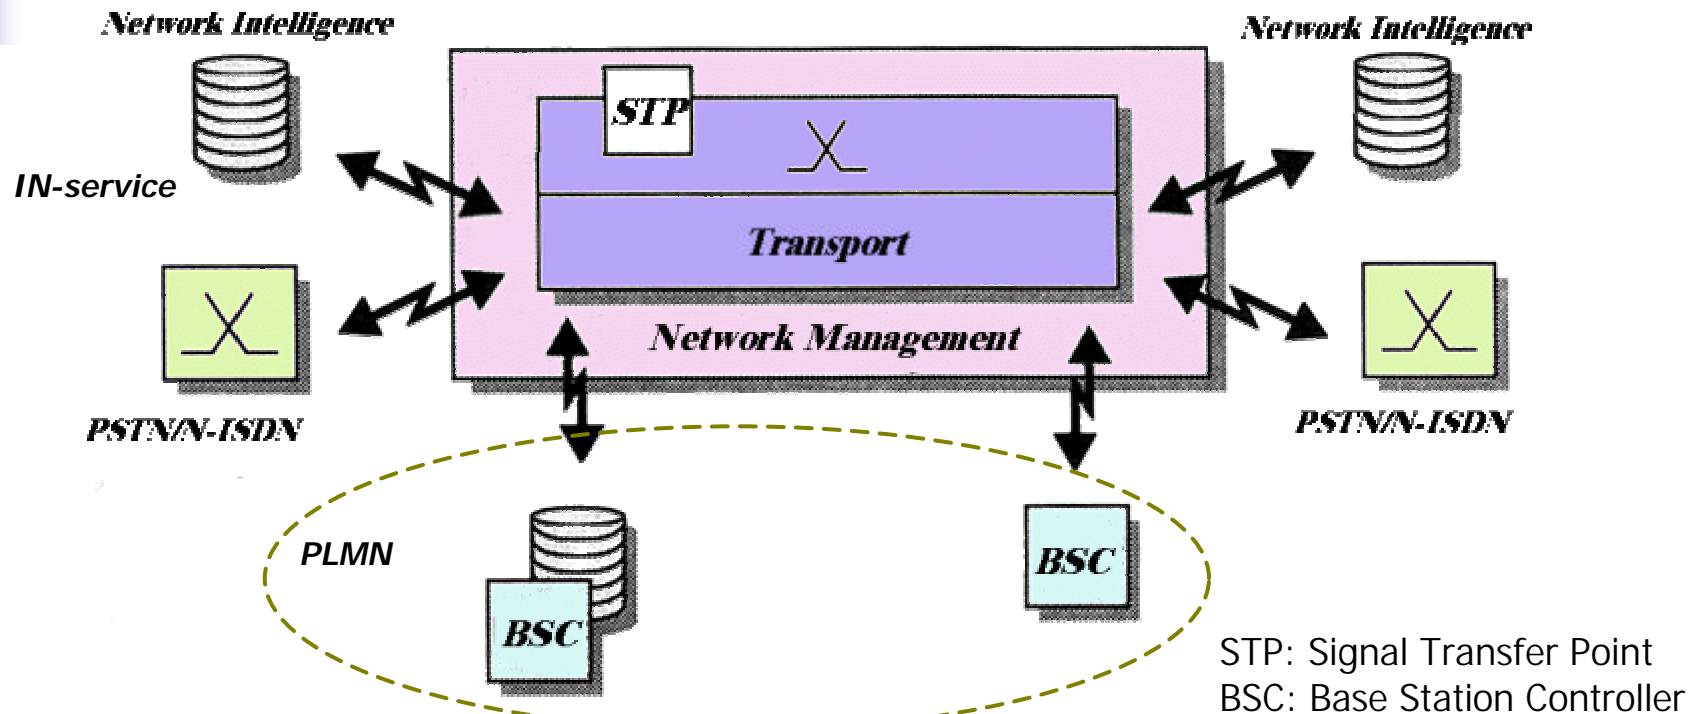 Network Intelligence
Network Intelligence
STP
IN-service
Transport
Network Management
PSTN/N-ISDN
PSTN/N-ISDN
PLMN
BSC
BSC
STP: Signal Transfer Point
BSC: Base Station Controller